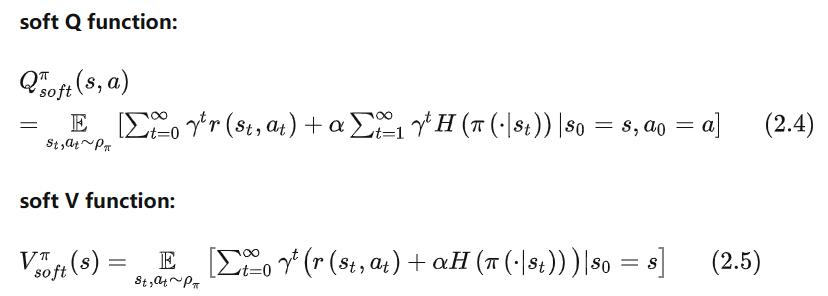 soft Q function:
Q^π_soft (s, a)
= 𝔼_{s_t,a_t∼ρ_π} [∑_{t=0}^∞ γ^t r (s_t, a_t) + α ∑_{t=1}^∞ γ^t H (π (·|s_t)) |s_0 = s, a_0 = a] (2.4)
soft V function:
V^π_soft (s) = 𝔼_{s_t,a_t∼ρ_π} [∑_{t=0}^∞ γ^t (r (s_t, a_t) + αH (π (·|s_t)))|s_0 = s] (2.5)